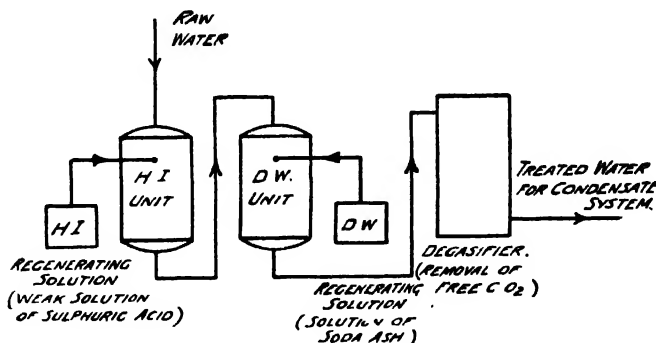 RAW
WATER
H I
UNIT
D W.
UNIT
HI
DW
REGENERATING
SOLUTION
(WEAK SOLUTION
OF SULPHURIC ACID)
REGENERATING
SOLUTION
(SOLUTION OF
SODA ASH)
DEGASIFIER.
(REMOVAL OF
FREE CO2)
TREATED WATER
FOR CONDENSATE
SYSTEM.